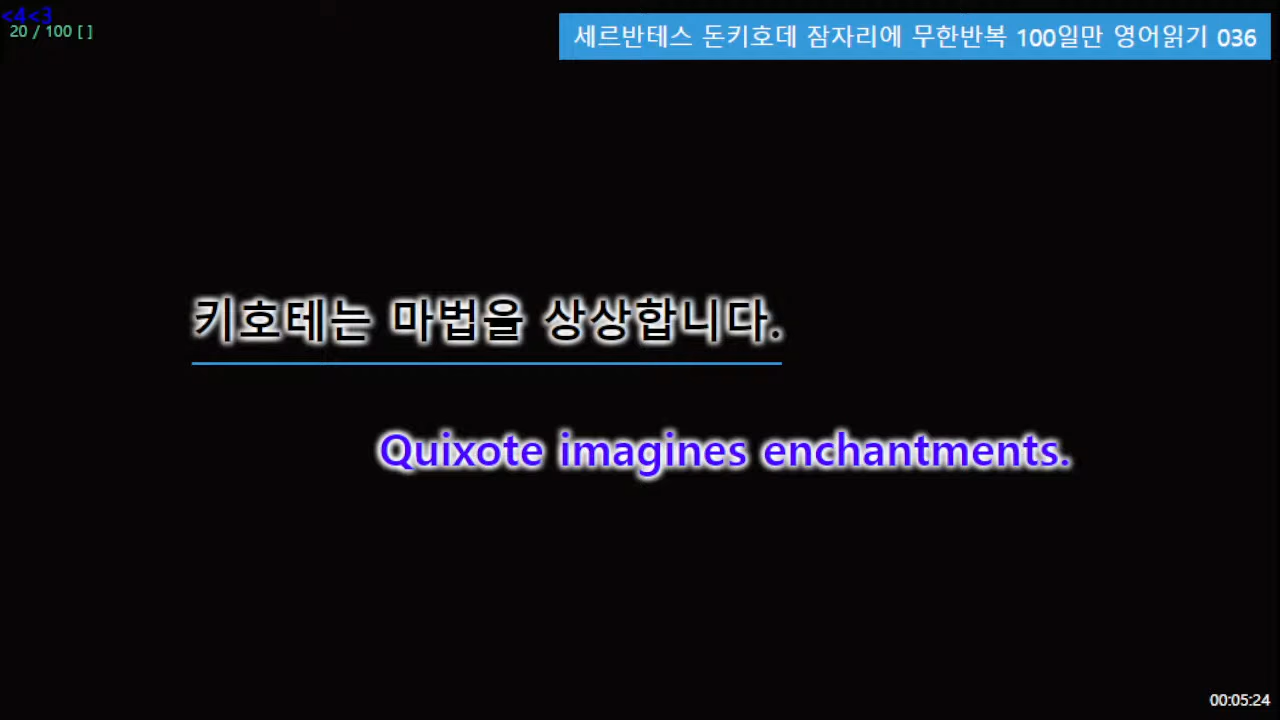 <4<3
20 / 100 [ ]
세르반테스 돈키호데 잠자리에 무한반복 100일만 영어읽기 036
키호테는 마법을 상상합니다.
Quixote imagines enchantments.
00:05:24